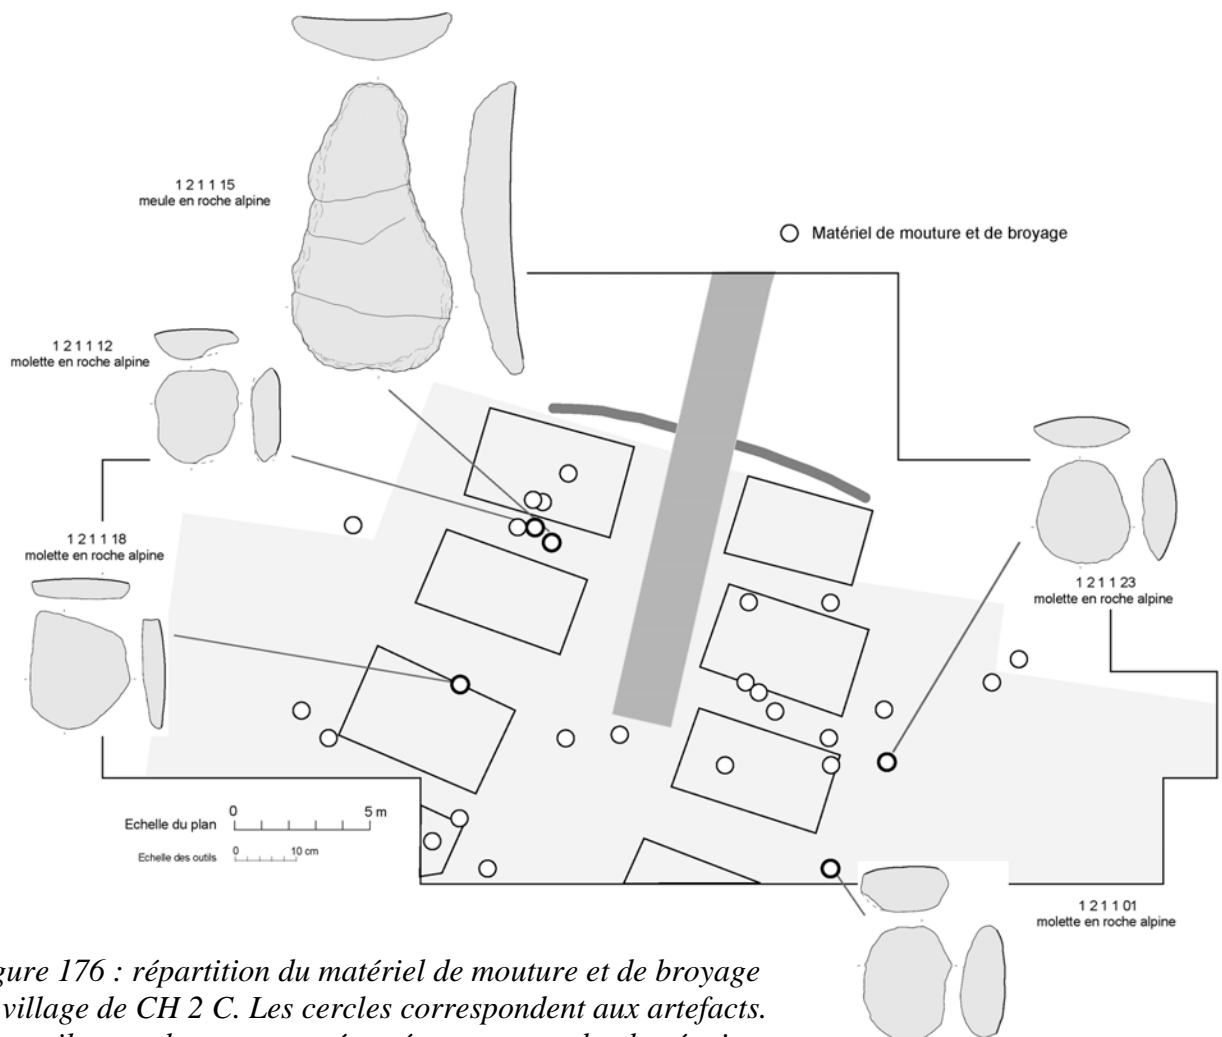 1 2 1 1 15
meule en roche alpine
Matériel de mouture et de broyage
1 2 1 1 12
molette en roche alpine
1 2 1 1 18
molette en roche alpine
1 2 1 1 23
molette en roche alpine
0 5 m
Echelle du plan
0 10 cm
Echelle des outils
1 2 1 1 01
molette en roche alpine
gure 176 : répartition du matériel de mouture et de broyage
village de CH 2 C. Les cercles correspondent aux artefacts.